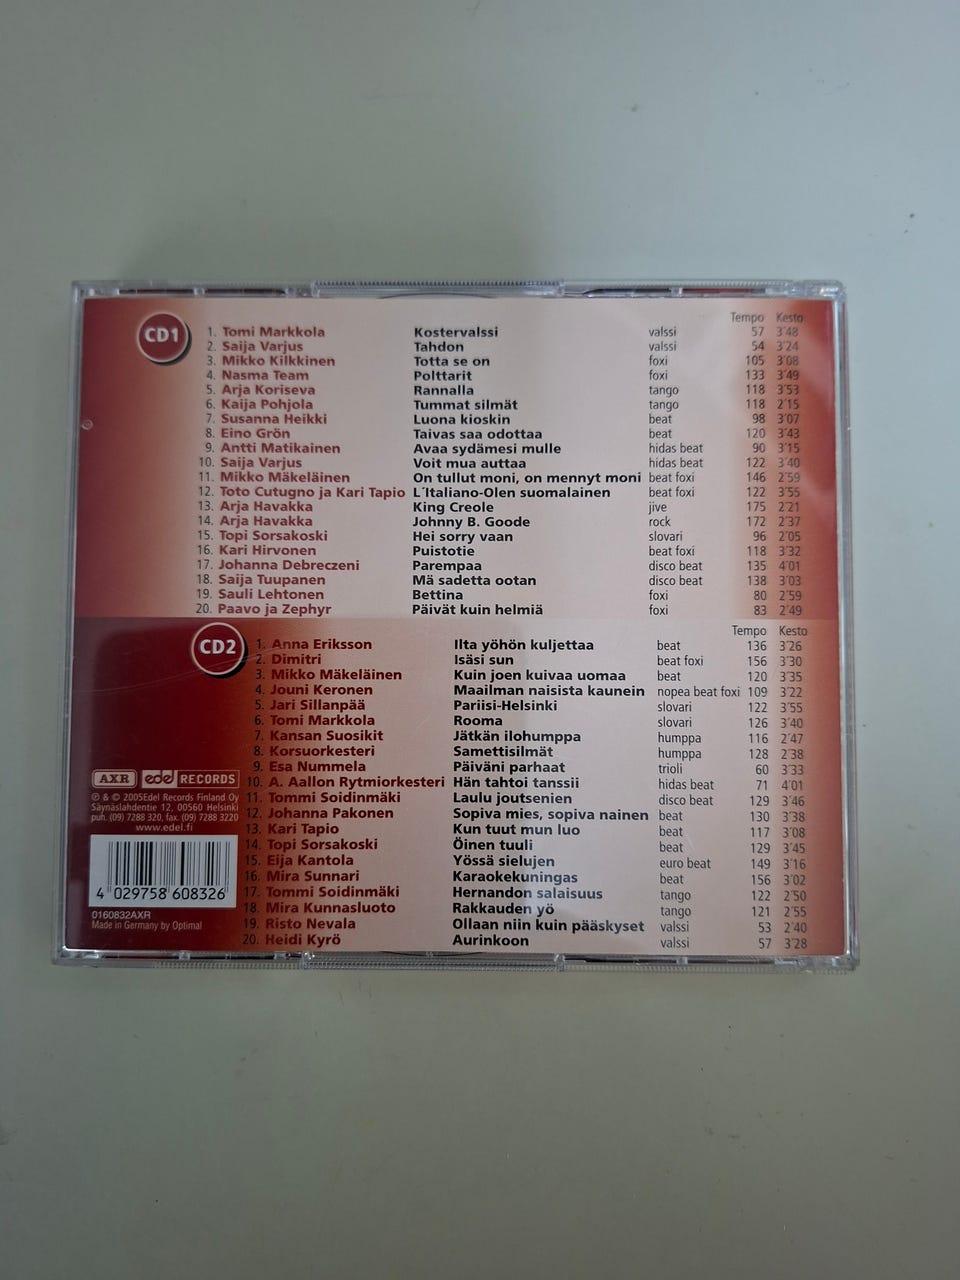 Tempo Kesto
CD1
1. Tomi Markkola Kostervalssi valssi 57 3´48
2. Saija Varjus Tahdon valssi 54 3´24
3. Mikko Kilkkinen Totta se on foxi 105 3´08
4. Nasma Team Polttarit foxi 133 3´49
5. Arja Koriseva Rannalla tango 118 3´53
6. Kaija Pohjola Tummat silmät tango 118 2´15
7. Susanna Heikki Luona kioskin beat 98 3´07
8. Eino Grön Taivas saa odottaa beat 120 3´43
9. Antti Matikainen Avaa sydämesi mulle hidas beat 90 3´15
10. Saija Varjus Voit mua auttaa hidas beat 122 3´40
11. Mikko Mäkeläinen On tullut moni, on mennyt moni beat foxi 146 2´59
12. Toto Cutugno ja Kari Tapio L´Italiano-Olen suomalainen beat foxi 122 3´55
13. Arja Havakka King Creole jive 175 2´21
14. Arja Havakka Johnny B. Goode rock 172 2´37
15. Topi Sorsakoski Hei sorry vaan slovari 96 2´05
16. Kari Hirvonen Puistotie beat foxi 118 3´32
17. Johanna Debreczeni Parempaa disco beat 135 4´01
18. Saija Tuupanen Mä sadetta ootan disco beat 138 3´03
19. Sauli Lehtonen Bettina foxi 80 2´59
20. Paavo ja Zephyr Päivät kuin helmiä foxi 83 2´49
Tempo Kesto
CD2
1. Anna Eriksson Ilta yöhön kuljettaa beat 136 3´26
2. Dimitri Isäsi sun beat foxi 156 3´30
3. Mikko Mäkeläinen Kuin joen kuivaa uomaa beat 120 3´35
4. Jouni Keronen Maailman naisista kaunein nopea beat foxi 109 3´22
5. Jari Sillanpää Pariisi-Helsinki slovari 122 3´55
6. Tomi Markkola Rooma slovari 126 3´40
7. Kansan Suosikit Jätkän ilohumppa humppa 116 2´47
8. Korsuorkesteri Samettisilmät humppa 128 2´38
9. Esa Nummela Päiväni parhaat trioli 60 3´33
10. A. Aallon Rytmiorkesteri Hän tahtoi tanssii hidas beat 71 4´01
11. Tommi Soidinmäki Laulu joutsenien disco beat 129 3´46
12. Johanna Pakonen Sopiva mies, sopiva nainen beat 130 3´38
13. Kari Tapio Kun tuut mun luo beat 117 3´08
14. Topi Sorsakoski Öinen tuuli beat 129 3´45
15. Eija Kantola Yössä sielujen euro beat 149 3´16
16. Mira Sunnari Karaokekuningas beat 156 3´02
17. Tommi Soidinmäki Hernandon salaisuus tango 122 2´50
18. Mira Kunnasluoto Rakkauden yö tango 121 2´55
19. Risto Nevala Ollaan niin kuin pääskyset valssi 53 2´40
20. Heidi Kyrö Aurinkoon valssi 57 3´28
AXR edel RECORDS
℗ & © 2005Edel Records Finland Oy
Säynäslahdentie 12, 00560 Helsinki
puh. (09) 7288 320, fax. (09) 7288 3220
www.edel.fi
4 029758 608326
0160832AXR
Made in Germany by Optimal